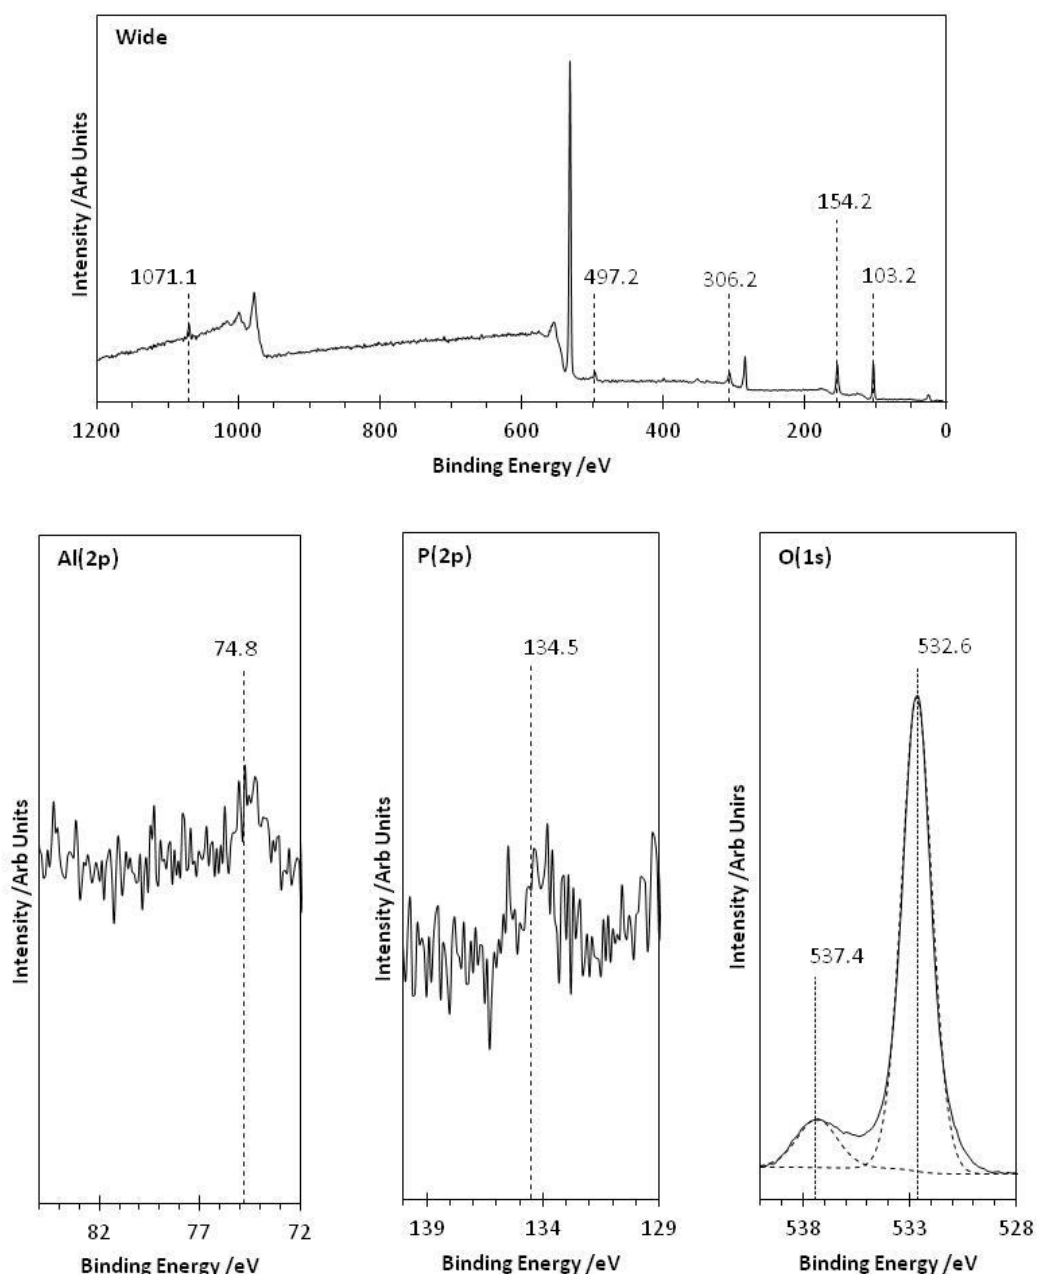 Wide
Intensity /Arb Units
1071.1
497.2
306.2
154.2
103.2
1200 1000 800 600 400 200 0
Binding Energy /eV
Al(2p)
74.8
Intensity /Arb Units
82 77 72
Binding Energy /eV
P(2p)
134.5
Intensity /Arb Units
139 134 129
Binding Energy /eV
O(1s)
532.6
537.4
Intensity /Arb Unirs
538 533 528
Binding Energy /eV